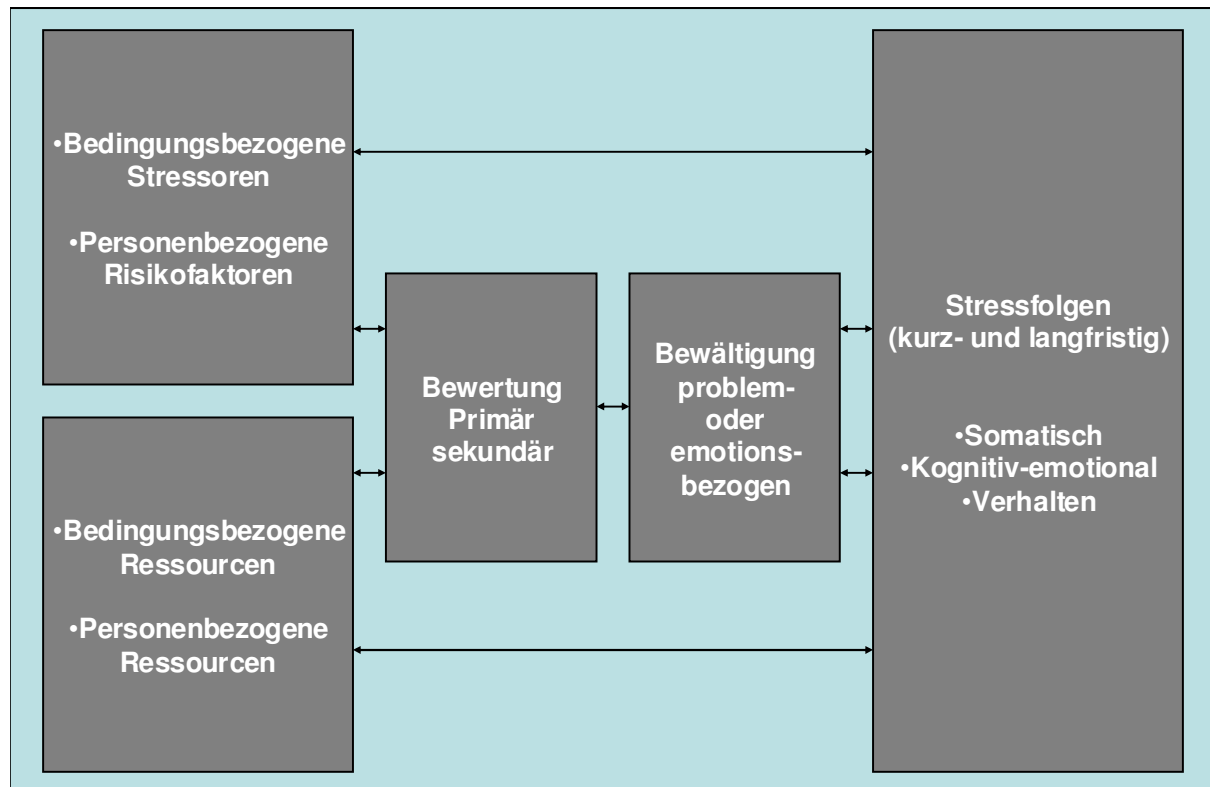 •Bedingungsbezogene
Stressoren
•Personenbezogene
Risikofaktoren
•Bedingungsbezogene
Ressourcen
•Personenbezogene
Ressourcen
Bewertung
Primär
sekundär
Bewältigung
problem-
oder
emotions-
bezogen
Stressfolgen
(kurz- und langfristig)
•Somatisch
•Kognitiv-emotional
•Verhalten